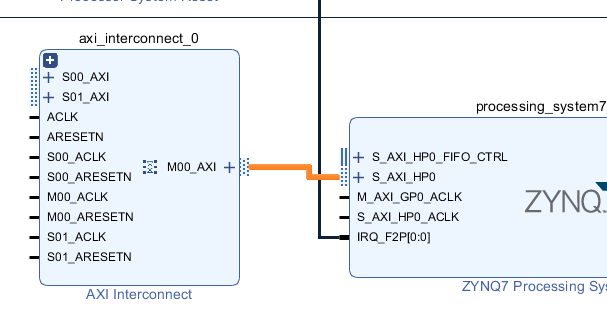 Processor System Reset
axi_interconnect_0
S00_AXI
S01_AXI
ACLK
ARESETN
S00_ACLK
S00_ARESETN
M00_ACLK
M00_ARESETN
S01_ACLK
S01_ARESETN
M00_AXI
AXI Interconnect
processing_system7
S_AXI_HP0_FIFO_CTRL
S_AXI_HP0
M_AXI_GP0_ACLK
S_AXI_HP0_ACLK
IRQ_F2P[0:0]
ZYNQ
ZYNQ7 Processing Sys